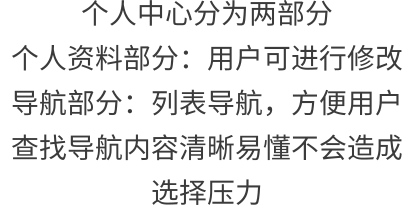 个人中心分为两部分
个人资料部分：用户可进行修改
导航部分：列表导航，方便用户
查找导航内容清晰易懂不会造成
选择压力